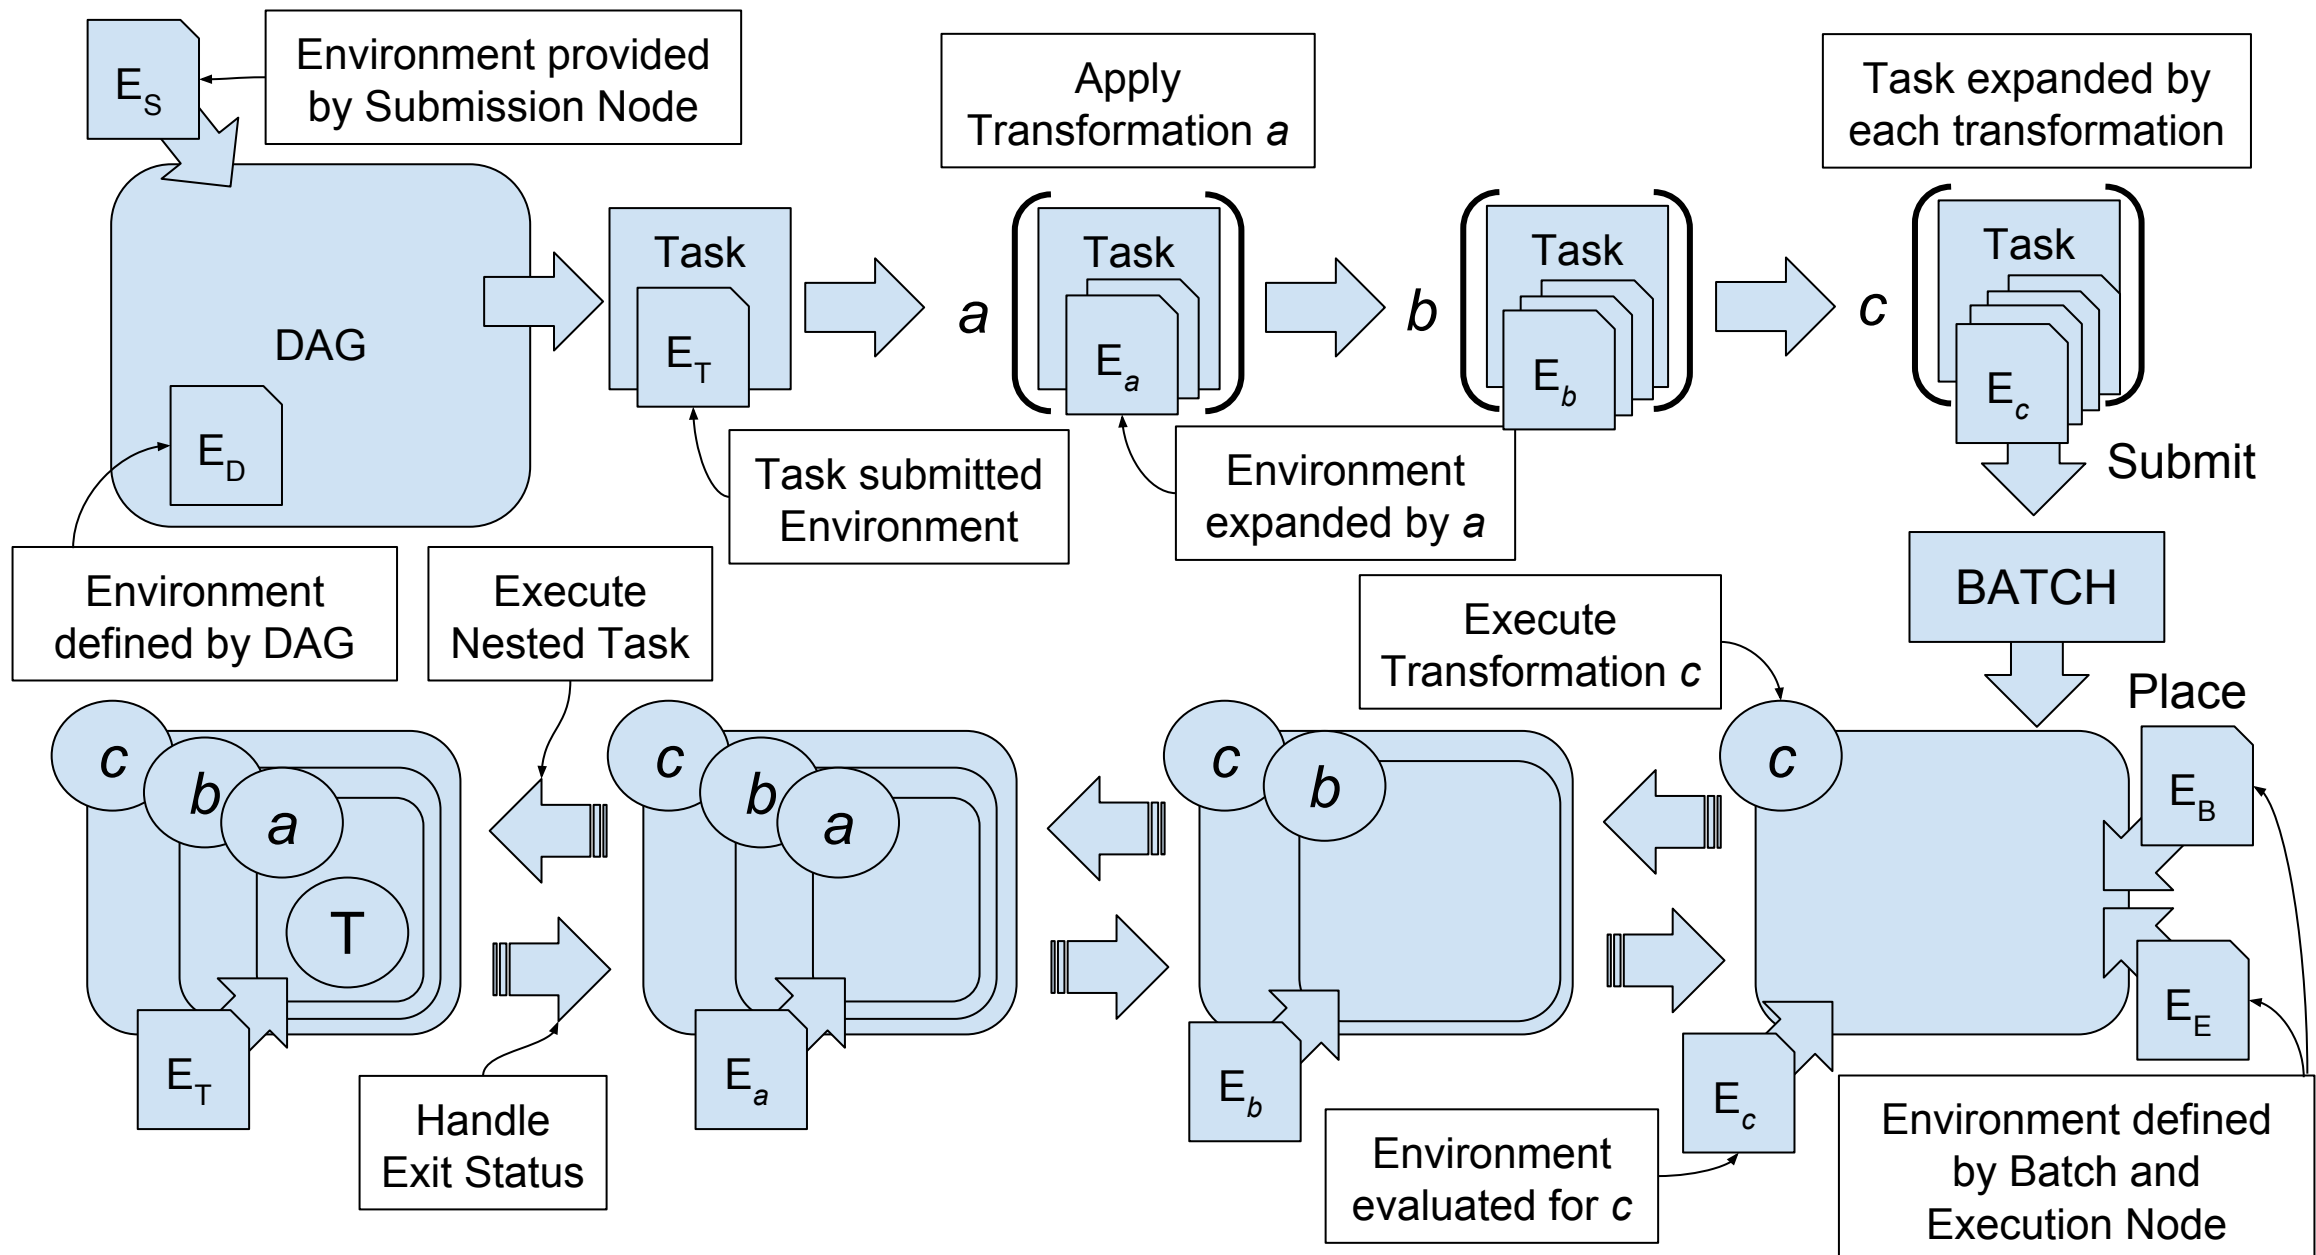 E_S
Environment provided
by Submission Node
Apply
Transformation a
Task expanded by
each transformation
DAG
E_D
Task
E_T
a
Task
E_a
b
Task
E_b
c
Task
E_c
Submit
Task submitted
Environment
Environment
expanded by a
Environment
defined by DAG
Execute
Nested Task
Execute
Transformation c
BATCH
Place
c
b
a
T
E_T
c
b
a
E_a
c
b
E_b
c
E_c
E_B
E_E
Handle
Exit Status
Environment
evaluated for c
Environment defined
by Batch and
Execution Node